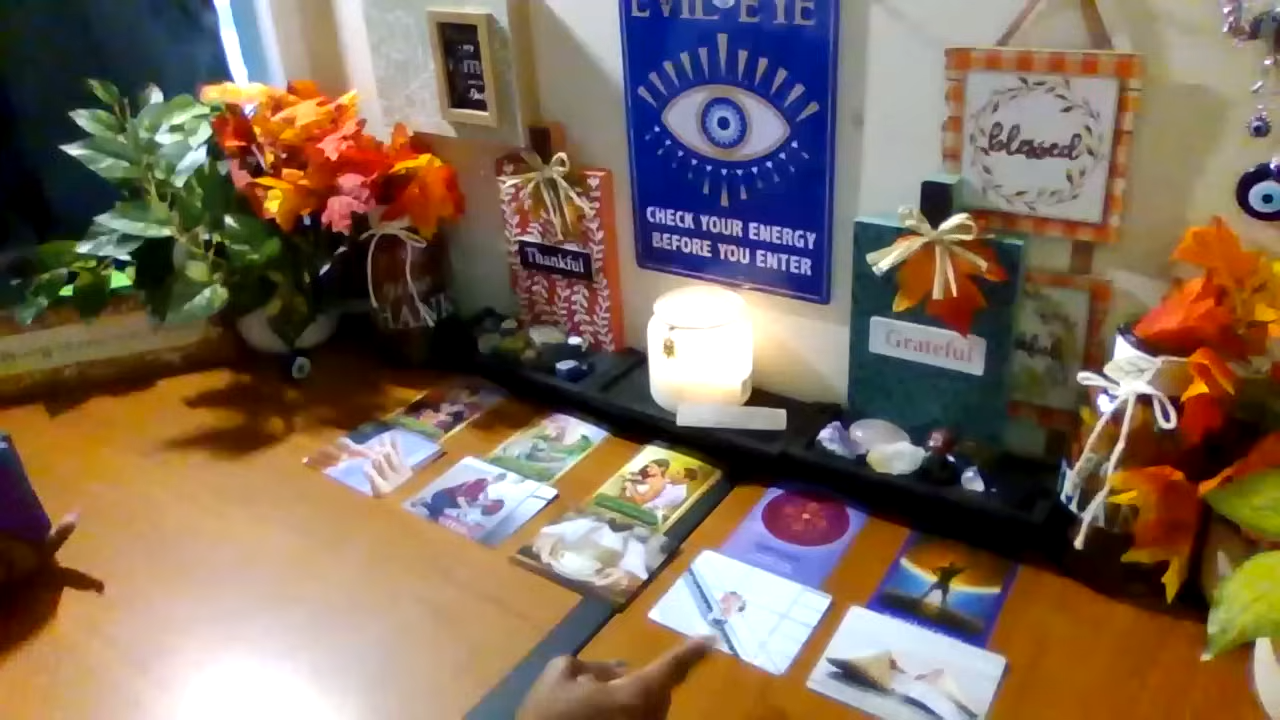 EVIL EYE
CHECK YOUR ENERGY
BEFORE YOU ENTER
Thankful
blessed
Grateful